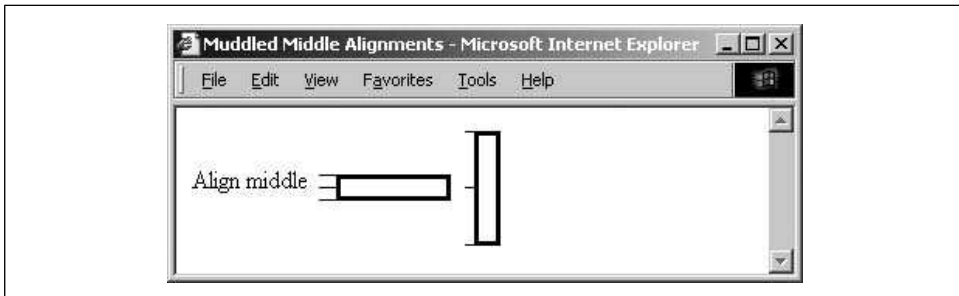 Muddled Middle Alignments - Microsoft Internet Explorer
File Edit View Favorites Tools Help
Align middle